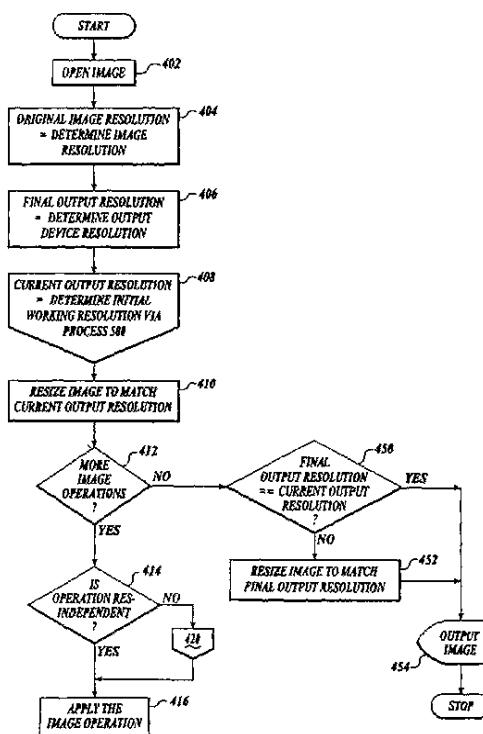 START
OPEN IMAGE
402
ORIGINAL IMAGE RESOLUTION
= DETERMINE IMAGE
RESOLUTION
404
FINAL OUTPUT RESOLUTION
= DETERMINE OUTPUT
DEVICE RESOLUTION
406
CURRENT OUTPUT RESOLUTION
= DETERMINE INITIAL
WORKING RESOLUTION VIA
PROCESS 500
408
RESIZE IMAGE TO MATCH
CURRENT OUTPUT RESOLUTION
410
MORE
IMAGE
OPERATIONS
?
412
NO
YES
FINAL
OUTPUT RESOLUTION
== CURRENT OUTPUT
RESOLUTION
?
450
YES
NO
RESIZE IMAGE TO MATCH
FINAL OUTPUT RESOLUTION
452
IS
OPERATION RES-
INDEPENDENT
?
414
NO
YES
420
APPLY THE
IMAGE OPERATION
416
OUTPUT
IMAGE
454
STOP